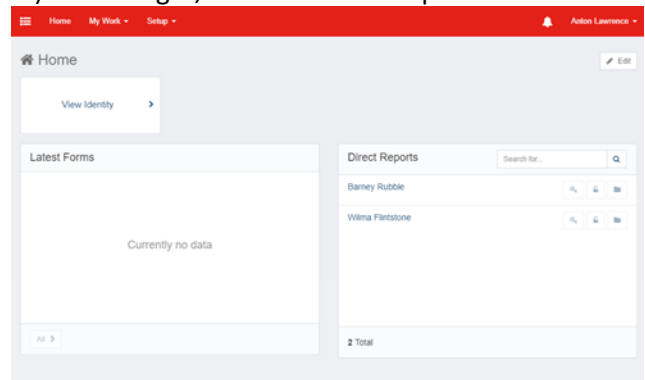 Home My Work Setup Anton Lawrence
Home Edit
View Identity
Latest Forms
Currently no data
All
Direct Reports Search for...
Barney Rubble
Wilma Flintstone
2 Total